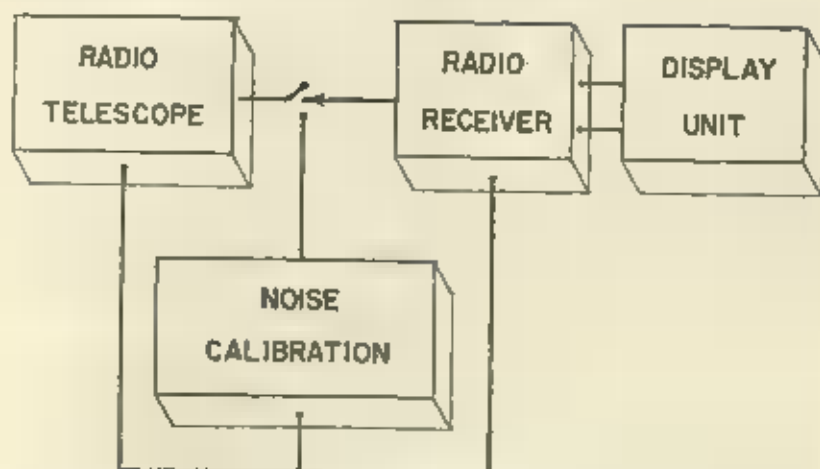 RADIO
TELESCOPE
RADIO
RECEIVER
DISPLAY
UNIT
NOISE
CALIBRATION